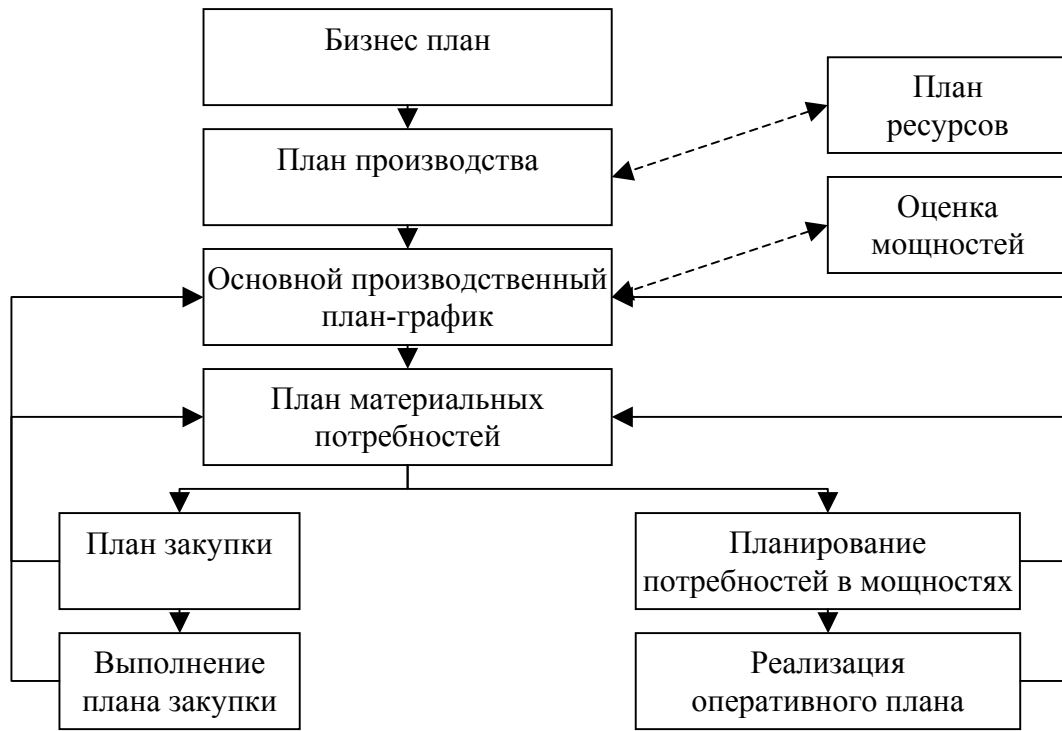 Бизнес план
План
ресурсов
План производства
Оценка
мощностей
Основной производственный
план-график
План материальных
потребностей
План закупки
Планирование
потребностей в мощностях
Выполнение
плана закупки
Реализация
оперативного плана